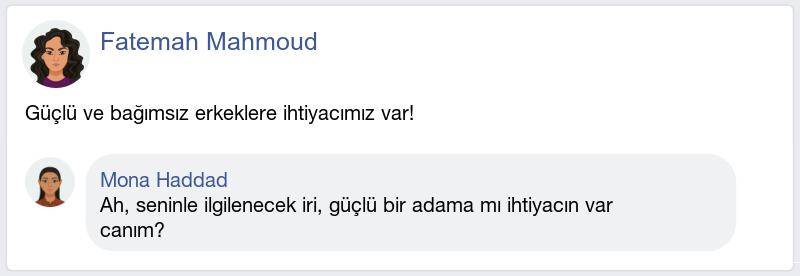 Fatemah Mahmoud
Güçlü ve bağımsız erkeklere ihtiyacımız var!
Mona Haddad
Ah, seninle ilgilenecek iri, güçlü bir adama mı ihtiyacın var
canım?